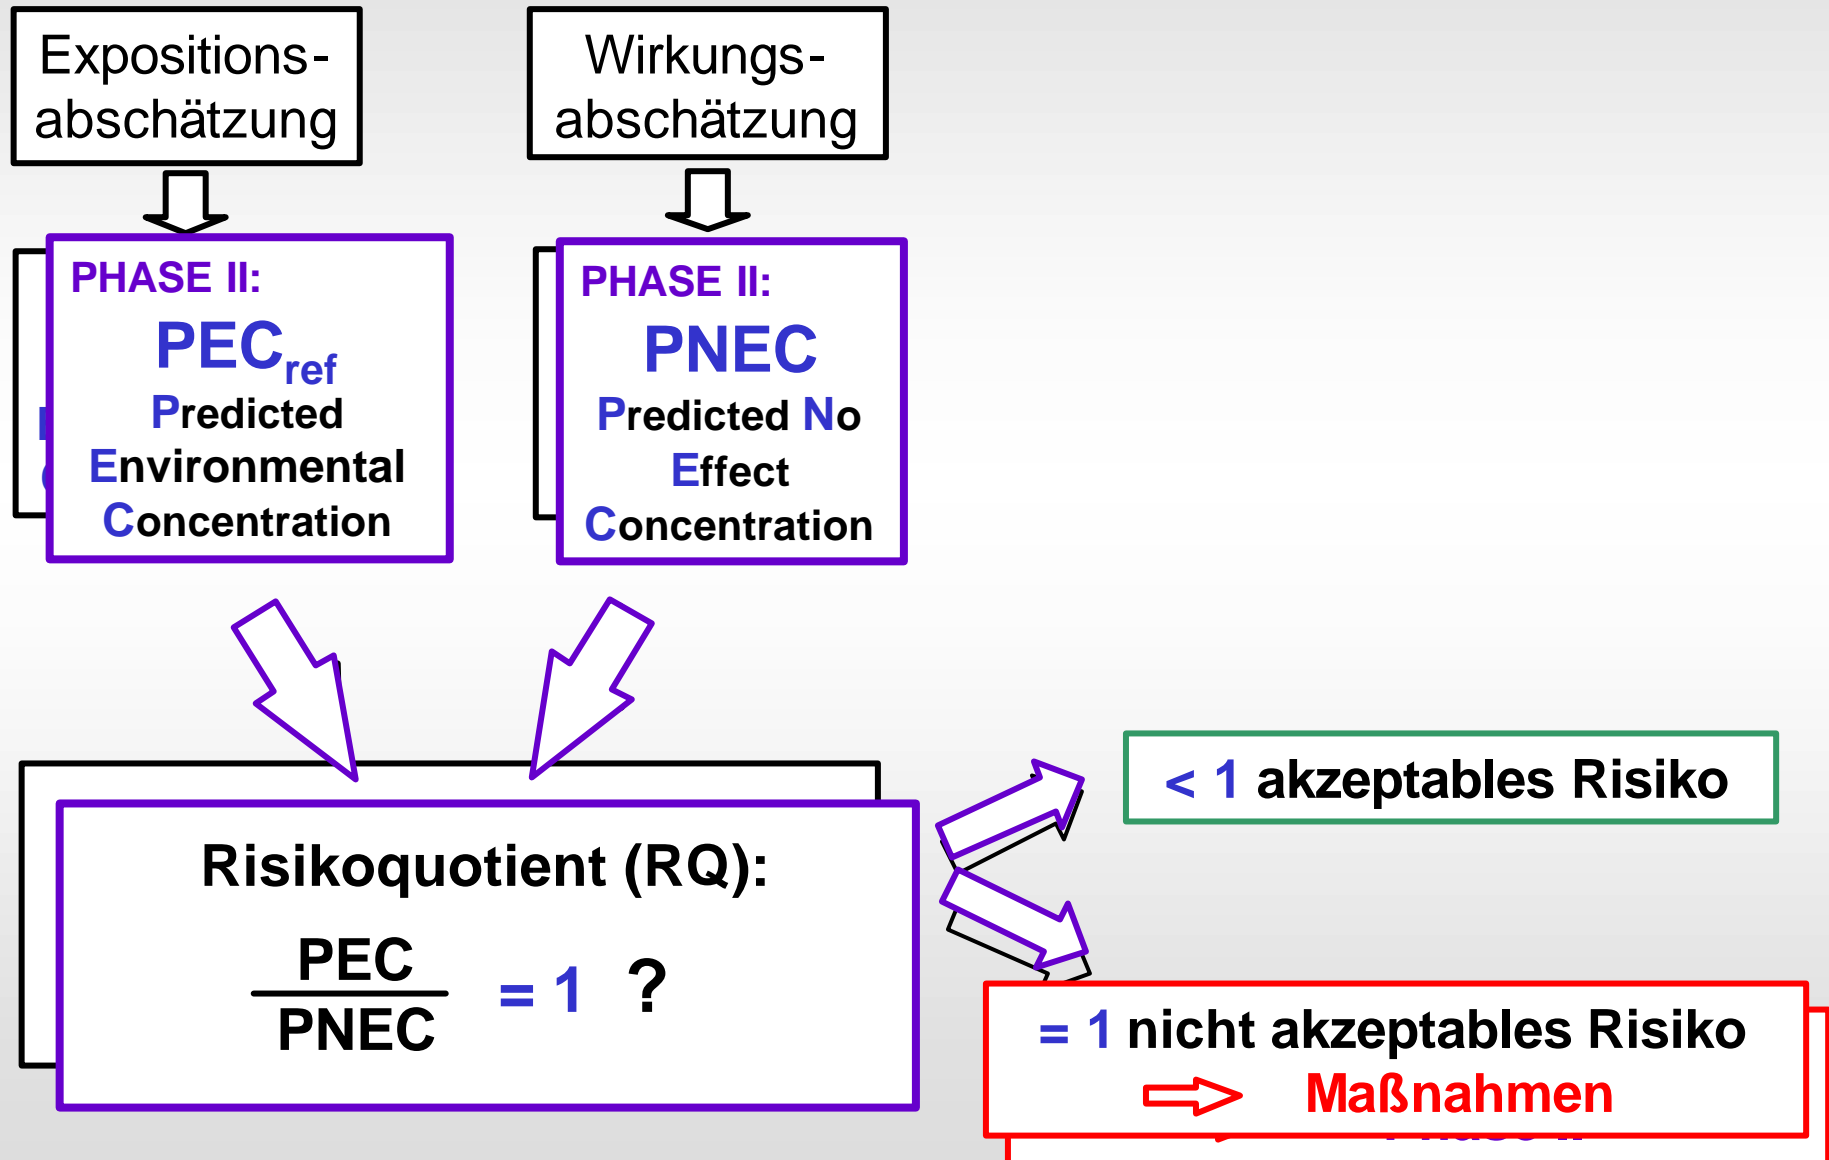 Expositions-
abschätzung
Wirkungs-
abschätzung
PHASE II:
PECref
Predicted
Environmental
Concentration
PHASE II:
PNEC
Predicted No
Effect
Concentration
Risikoquotient (RQ):
PEC
PNEC
= 1 ?
< 1 akzeptables Risiko
= 1 nicht akzeptables Risiko
Maßnahmen